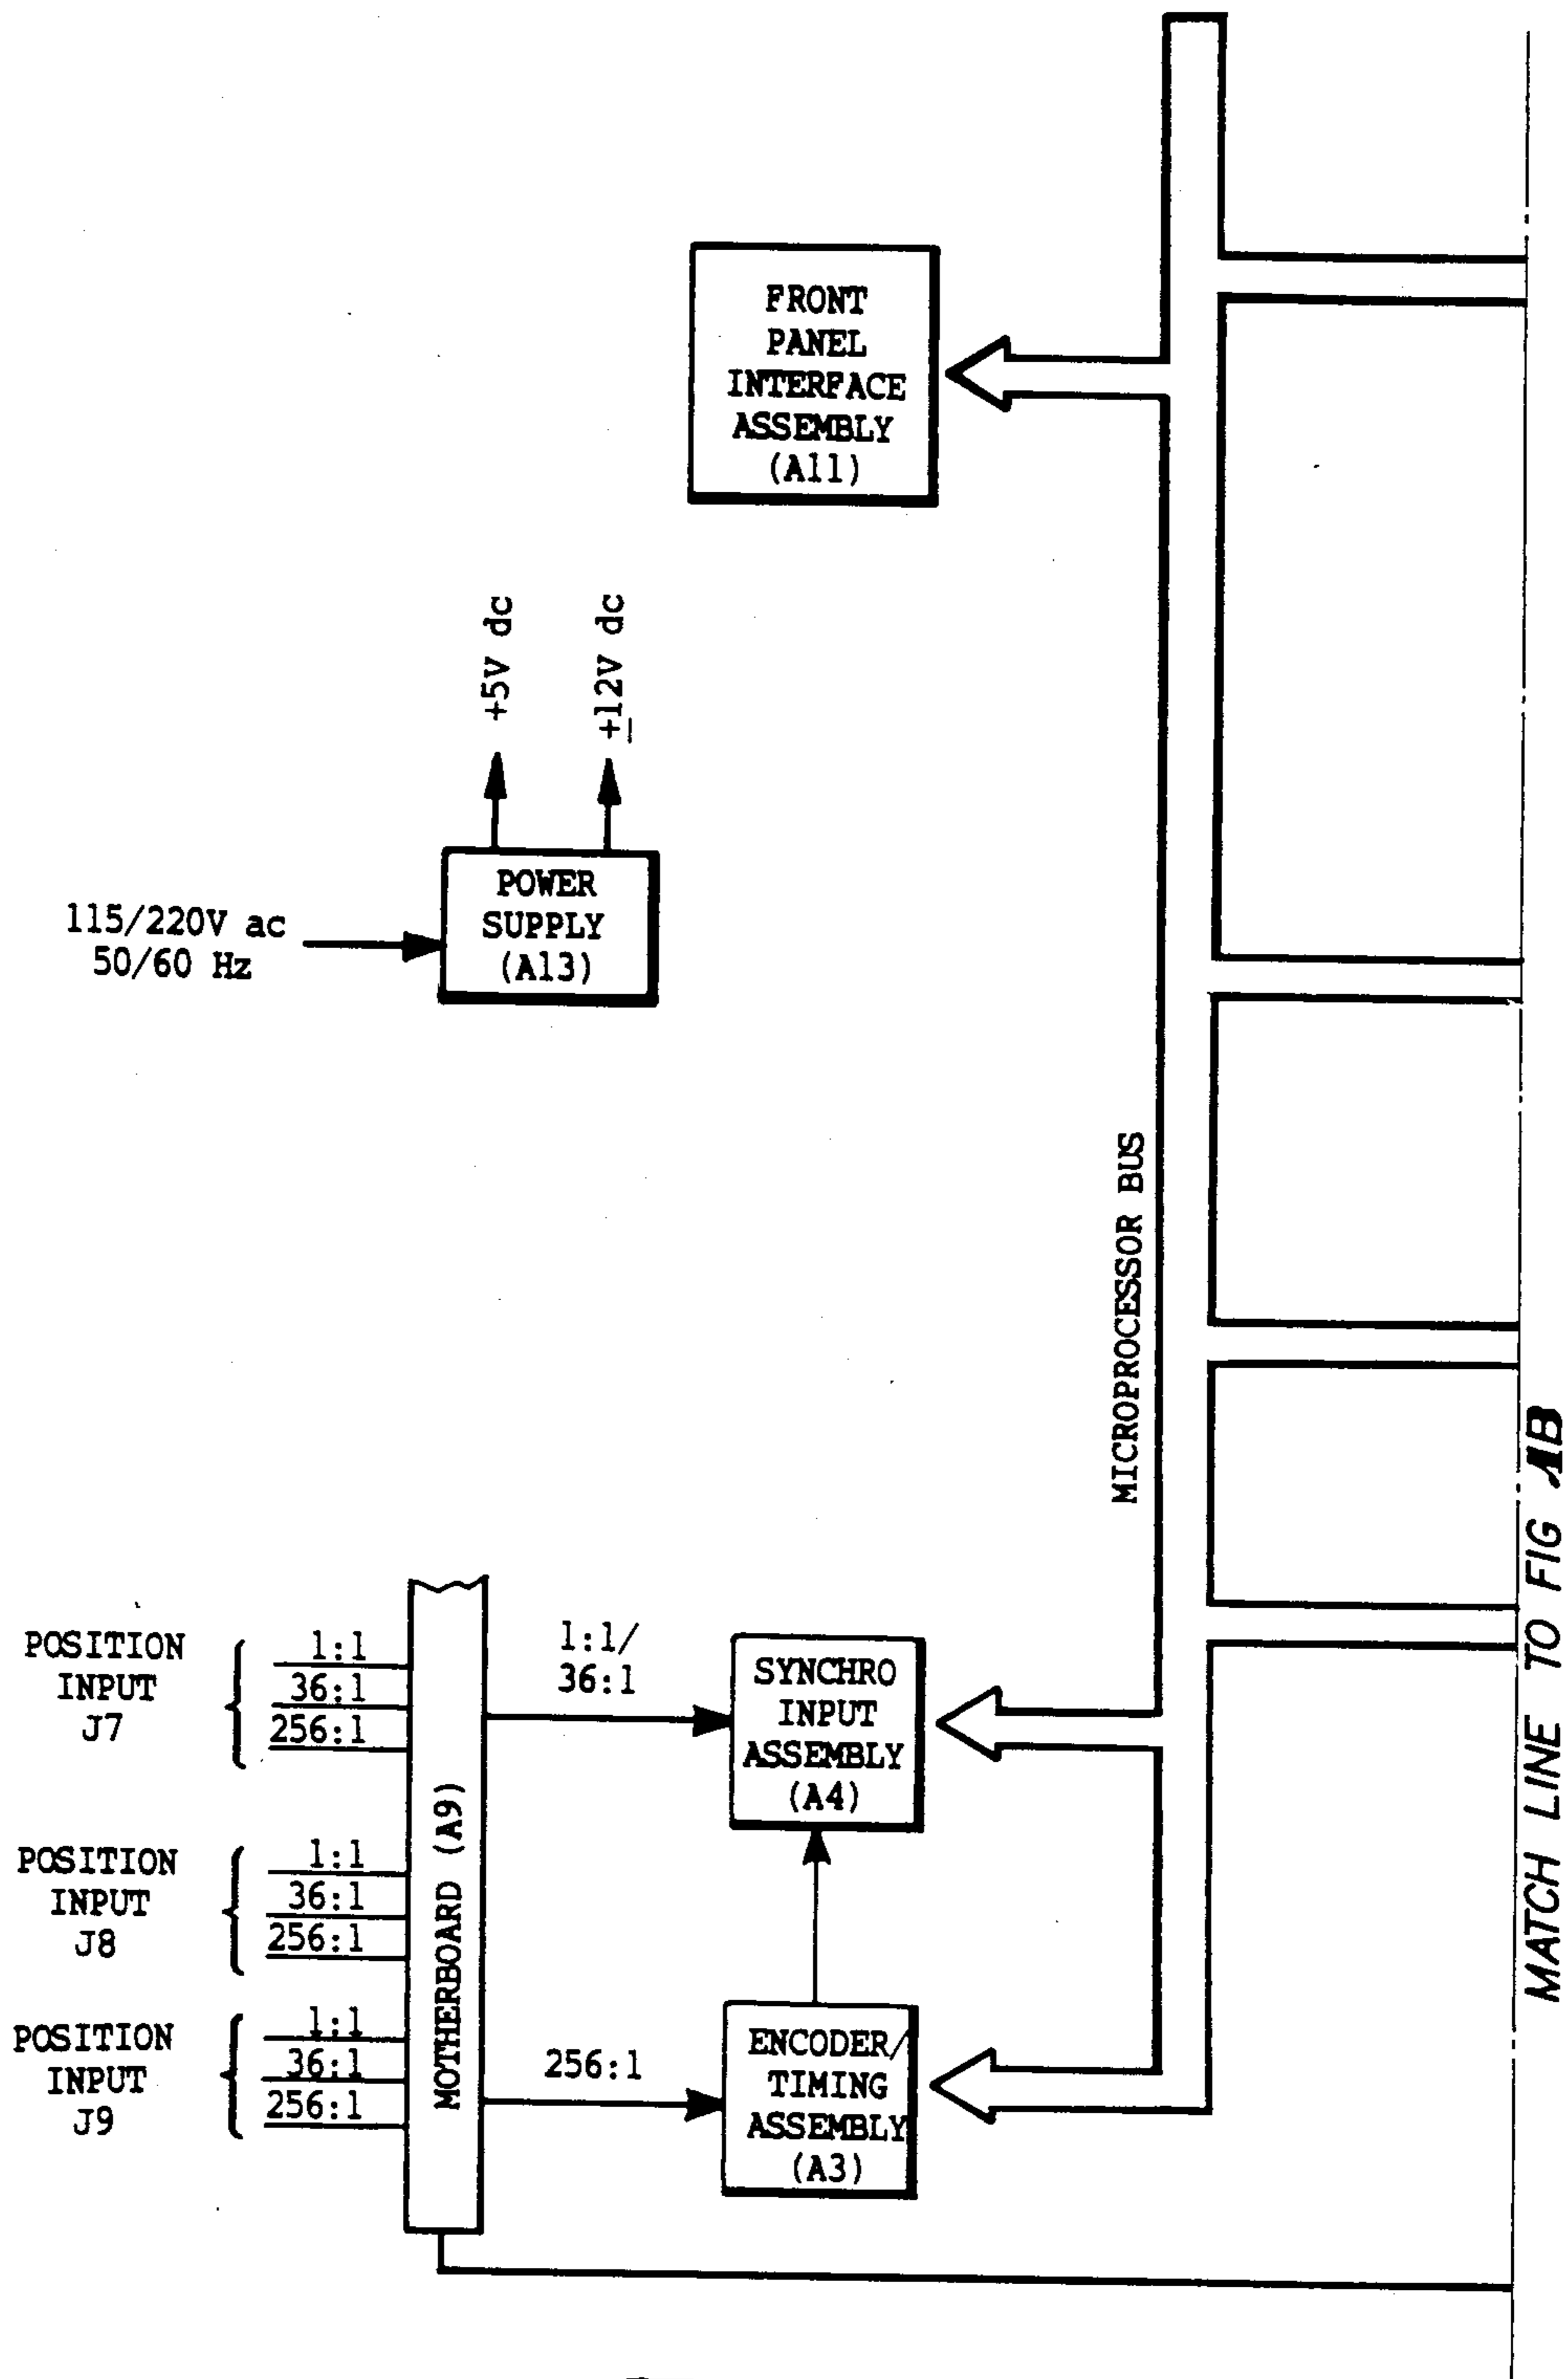 FRONT
PANEL
INTERFACE
ASSEMBLY
(A11)
+5V dc
±12V dc
115/220V ac
50/60 Hz
POWER
SUPPLY
(A13)
MICROPROCESSOR BUS
POSITION
INPUT
J7
1:1
36:1
256:1
POSITION
INPUT
J8
1:1
36:1
256:1
POSITION
INPUT
J9
1:1
36:1
256:1
MOTHERBOARD (A9)
1:1/
36:1
SYNCHRO
INPUT
ASSEMBLY
(A4)
256:1
ENCODER/
TIMING
ASSEMBLY
(A3)
MATCH LINE TO FIG 1B